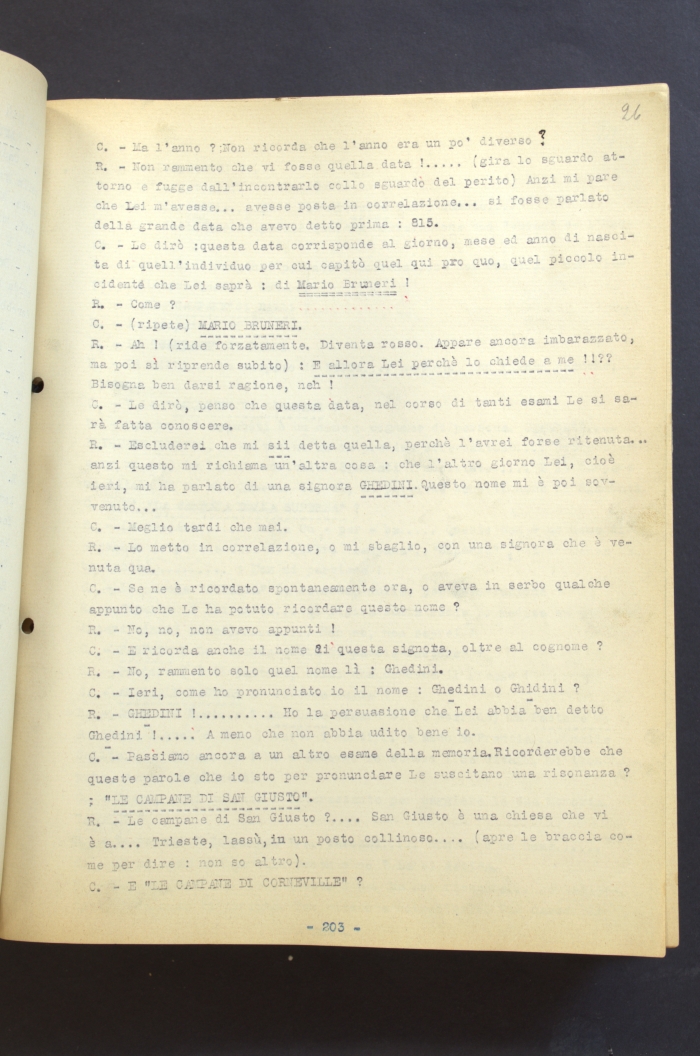 26
C. - Ma l'anno ? Non ricorda che l'anno era un po' diverso ?
R. - Non rammento che vi fosse quella data !..... (gira lo sguardo at-
torno e fugge dall'incontrarlo collo sguardo del perito) Anzi mi pare
che Lei m'avesse... avesse posta in correlazione... si fosse parlato
della grande data che avevo detto prima : 815.
C. - Le dirò :questa data corrisponde al giorno, mese ed anno di nasci-
ta di quell'individuo per cui capitò quel qui pro quo, quel piccolo in-
cidente che Lei saprà : di Mario Bruneri !
R. - Come ?
C. - (ripete) MARIO BRUNERI.
R. - Ah ! (ride forzatamente. Diventa rosso. Appare ancora imbarazzato,
ma poi si riprende subito) : E allora Lei perchè lo chiede a me !!??
Bisogna ben darsi ragione, neh !
C. - Le dirò, penso che questa data, nel corso di tanti esami Le si sa-
rà fatta conoscere.
R. - Escluderei che mi sii detta quella, perchè l'avrei forse ritenuta...
anzi questo mi richiama un'altra cosa : che l'altro giorno Lei, cioè
ieri, mi ha parlato di una signora GHEDINI.Questo nome mi è poi sov-
venuto...
C. - Meglio tardi che mai.
R. - Lo metto in correlazione, o mi sbaglio, con una signora che è ve-
nuta qua.
C. - Se ne è ricordato spontaneamente ora, o aveva in serbo qualche
appunto che Le ha potuto ricordare questo nome ?
R. - No, no, non avevo appunti !
C. - E ricorda anche il nome di questa signora, oltre al cognome ?
R. - No, rammento solo quel nome lì : Ghedini.
C. - Ieri, come ho pronunciato io il nome : Ghedini o Ghidini ?
R. - GHEDINI !.......... Ho la persuasione che Lei abbia ben detto
Ghedini !..... A meno che non abbia udito bene io.
C. - Passiamo ancora a un altro esame della memoria.Ricorderebbe che
queste parole che io sto per pronunciare Le suscitano una risonanza ?
; "LE CAMPANE DI SAN GIUSTO".
R. - Le campane di San Giusto ?.... San Giusto è una chiesa che vi
è a.... Trieste, lassù,in un posto collinoso.... (apre le braccia co-
me per dire : non so altro).
C. - E "LE CAMPANE DI CORNEVILLE" ?
- 203 -